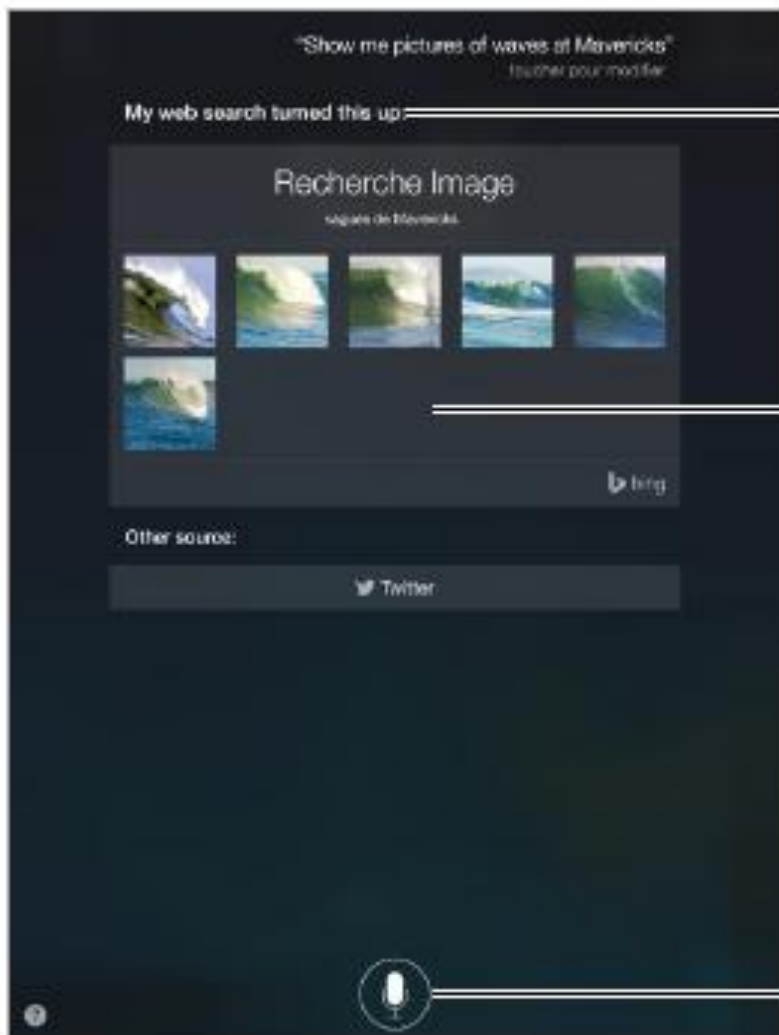 "Show me pictures of waves at Mavericks"
toucher pour modifier
My web search turned this up:
Recherche Image
vagues de Mavericks
bing
Other source:
Twitter
?